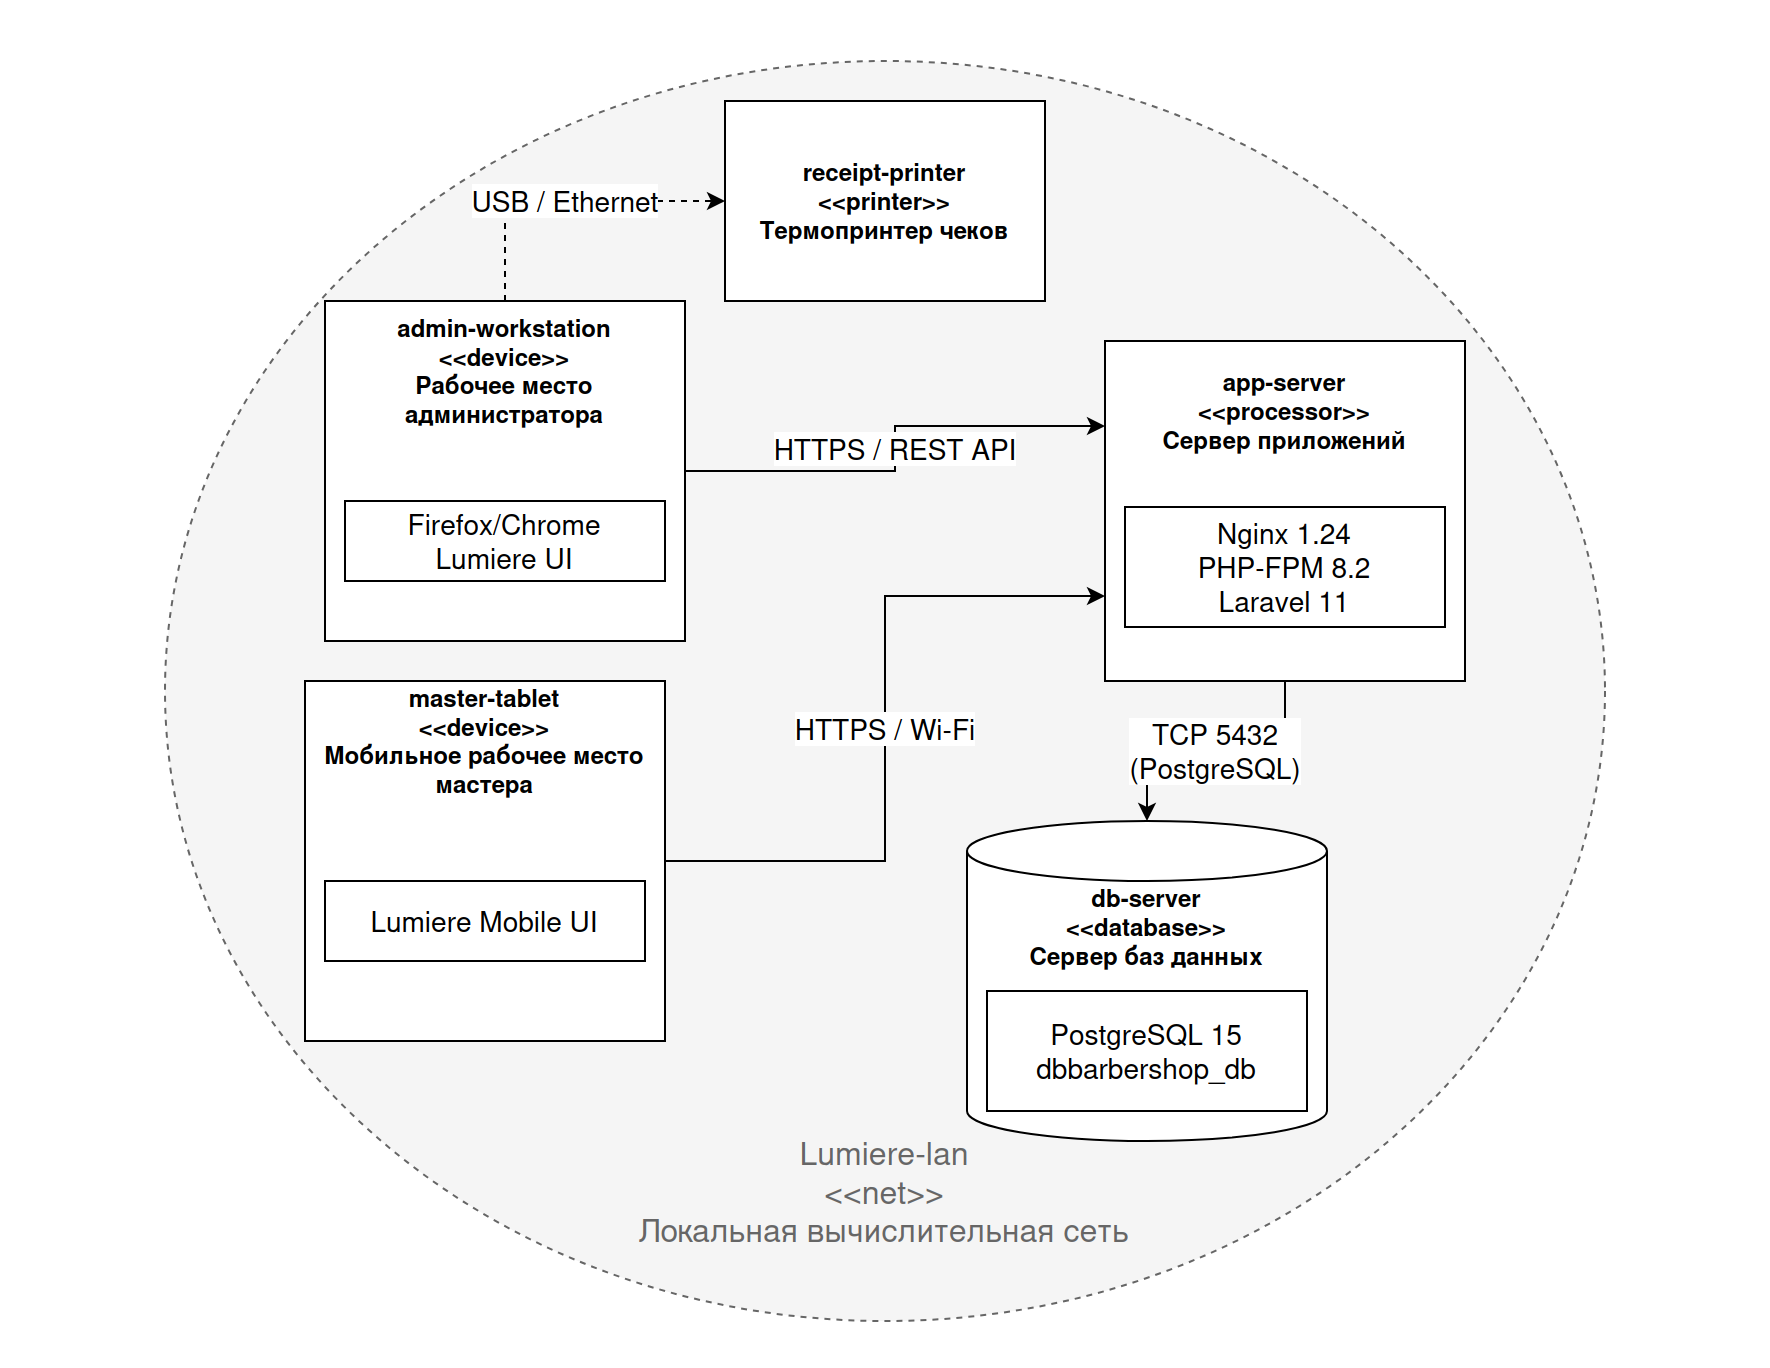 receipt-printer
<<printer>>
Термопринтер чеков
USB / Ethernet
admin-workstation
<<device>>
Рабочее место
администратора
Firefox/Chrome
Lumiere UI
HTTPS / REST API
app-server
<<processor>>
Сервер приложений
Nginx 1.24
PHP-FPM 8.2
Laravel 11
master-tablet
<<device>>
Мобильное рабочее место
мастера
Lumiere Mobile UI
HTTPS / Wi-Fi
TCP 5432
(PostgreSQL)
db-server
<<database>>
Сервер баз данных
PostgreSQL 15
dbbarbershop_db
Lumiere-lan
<<net>>
Локальная вычислительная сеть